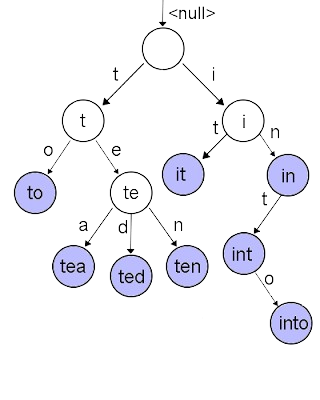 <null>
t i
t i
o e t n
to te it in
a d n t
tea ted ten int
o
into